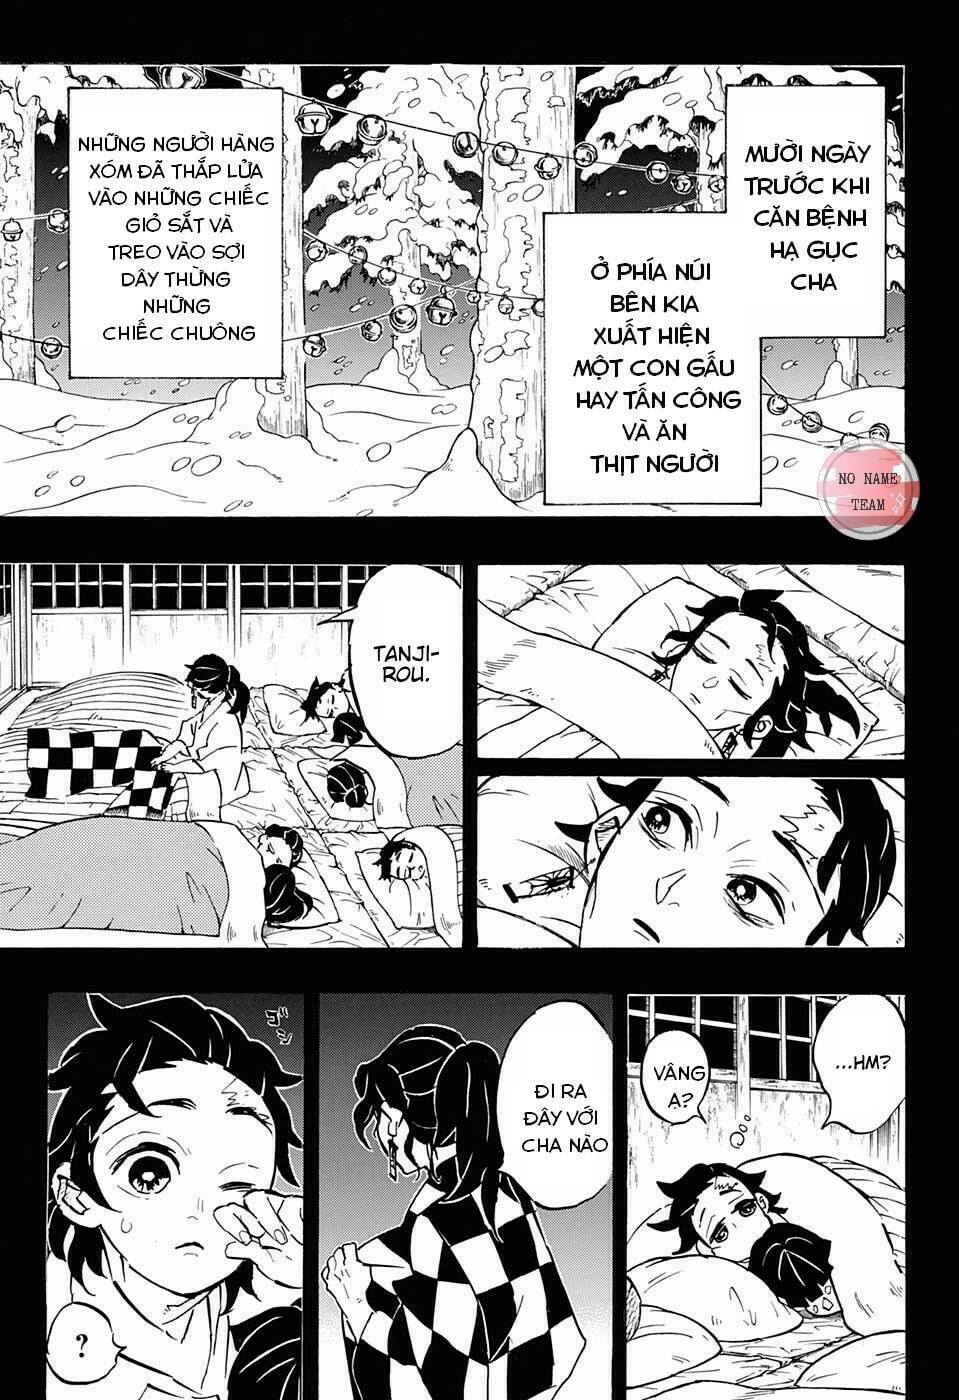 MƯỜI NGÀY
TRƯỚC KHI
CĂN BỆNH
HẠ GỤC
CHA
Ở PHÍA NÚI
BÊN KIA
XUẤT HIỆN
MỘT CON GẤU
HAY TẤN CÔNG
VÀ ĂN
THỊT NGƯỜI
NHỮNG NGƯỜI HÀNG
XÓM ĐÃ THẮP LỬA
VÀO NHỮNG CHIẾC
GIỎ SẮT VÀ
TREO VÀO SỢI
DÂY THỪNG
NHỮNG
CHIẾC CHUÔNG
NO NAME
TEAM
TANJI-
ROU.
...HM?
VÂNG
Ạ?
ĐI RA
ĐÂY VỚI
CHA NÀO
ゴシ
?